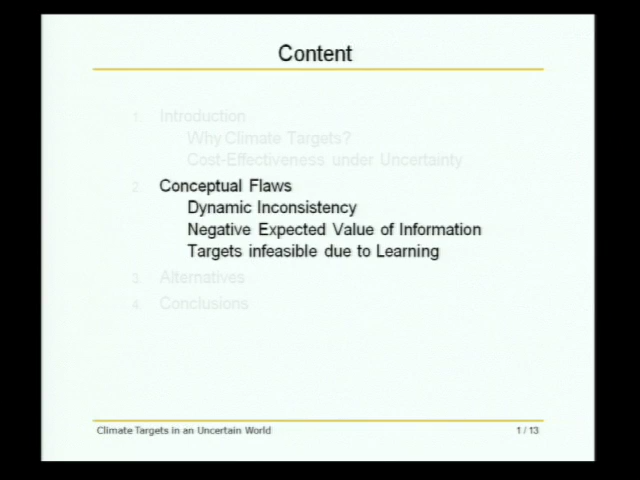 Content
1. Introduction
Why Climate Targets?
Cost-Effectiveness under Uncertainty
2. Conceptual Flaws
Dynamic Inconsistency
Negative Expected Value of Information
Targets infeasible due to Learning
3. Alternatives
4. Conclusions
Climate Targets in an Uncertain World
1 / 13